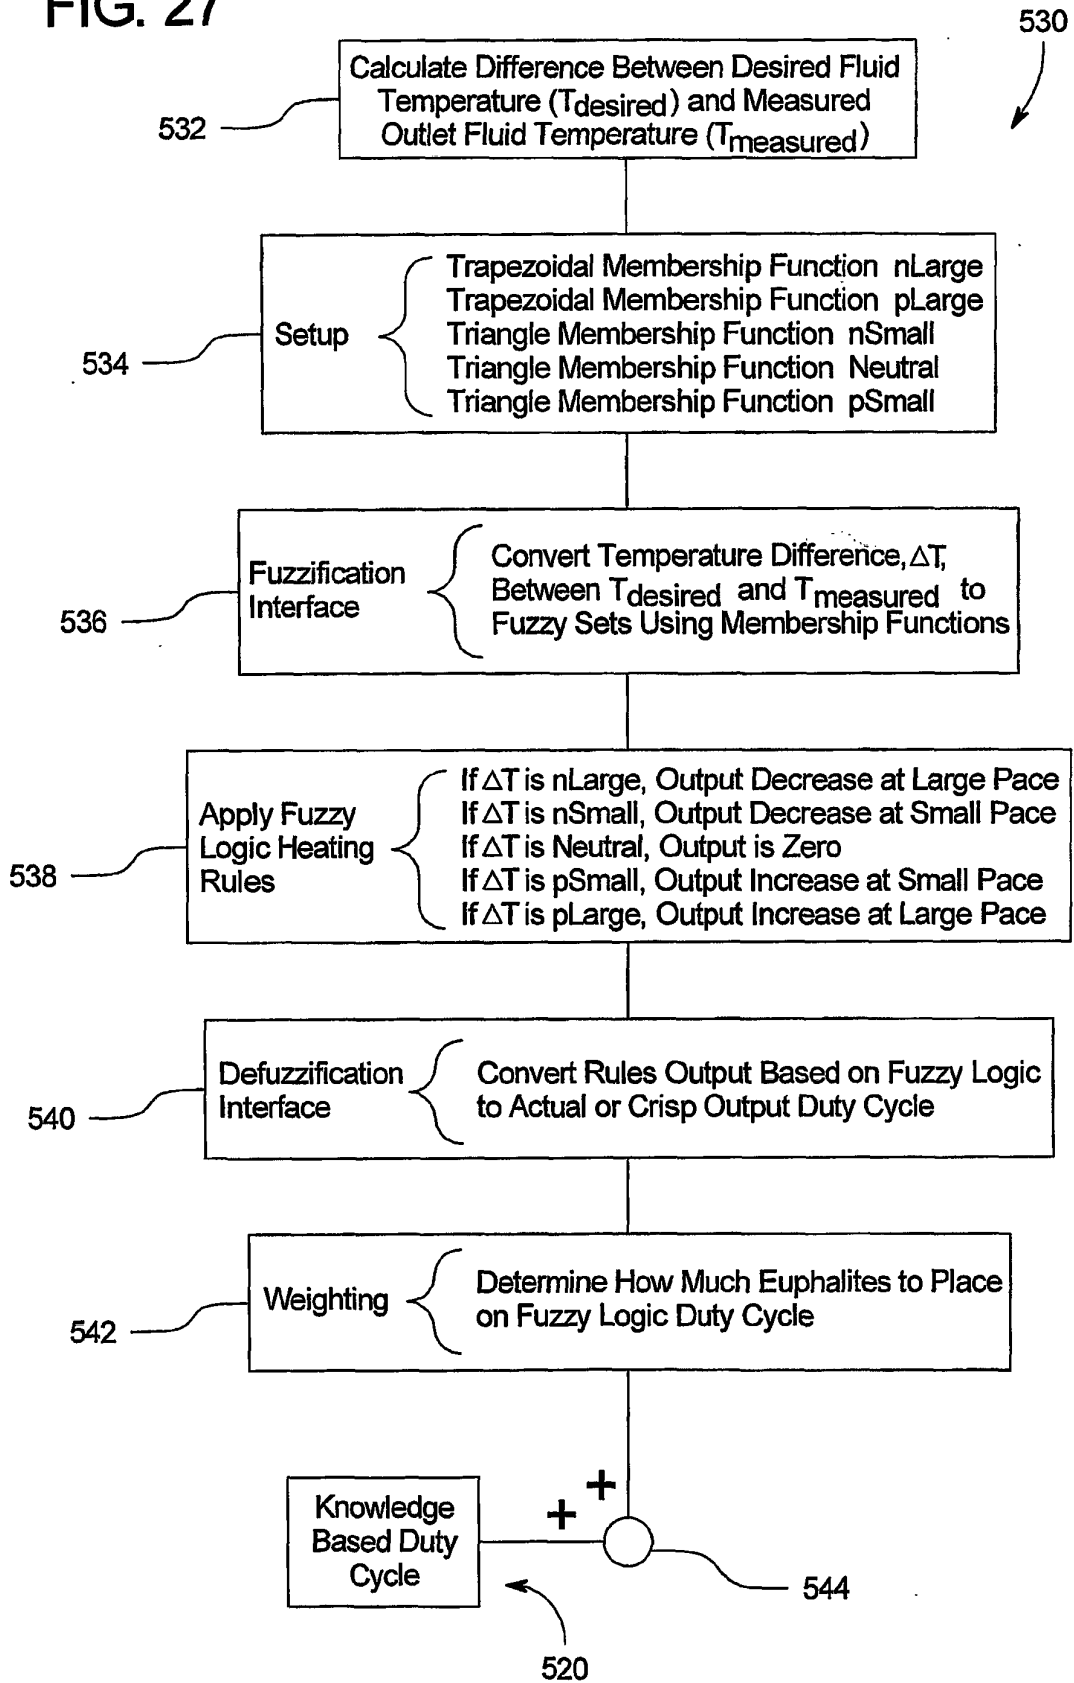 FIG. 27
530
Calculate Difference Between Desired Fluid
Temperature (Tdesired) and Measured
Outlet Fluid Temperature (Tmeasured)
532
Setup
Trapezoidal Membership Function nLarge
Trapezoidal Membership Function pLarge
Triangle Membership Function nSmall
Triangle Membership Function Neutral
Triangle Membership Function pSmall
534
Fuzzification
Interface
Convert Temperature Difference, ΔT,
Between Tdesired and Tmeasured to
Fuzzy Sets Using Membership Functions
536
Apply Fuzzy
Logic Heating
Rules
If ΔT is nLarge, Output Decrease at Large Pace
If ΔT is nSmall, Output Decrease at Small Pace
If ΔT is Neutral, Output is Zero
If ΔT is pSmall, Output Increase at Small Pace
If ΔT is pLarge, Output Increase at Large Pace
538
Defuzzification
Interface
Convert Rules Output Based on Fuzzy Logic
to Actual or Crisp Output Duty Cycle
540
Weighting
Determine How Much Euphalites to Place
on Fuzzy Logic Duty Cycle
542
+
+
Knowledge
Based Duty
Cycle
544
520